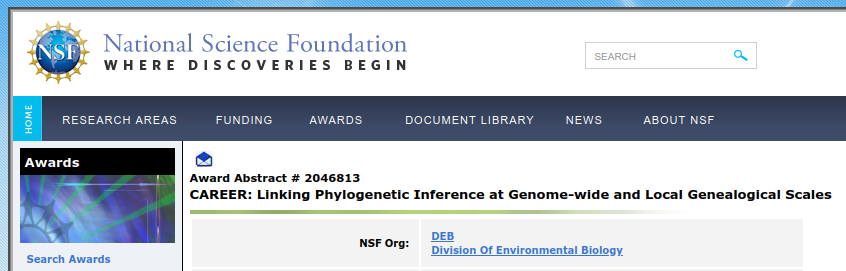 NSF
National Science Foundation
WHERE DISCOVERIES BEGIN
SEARCH
HOME
RESEARCH AREAS
FUNDING
AWARDS
DOCUMENT LIBRARY
NEWS
ABOUT NSF
Awards
Search Awards
Award Abstract # 2046813
CAREER: Linking Phylogenetic Inference at Genome-wide and Local Genealogical Scales
NSF Org:
DEB
Division Of Environmental Biology